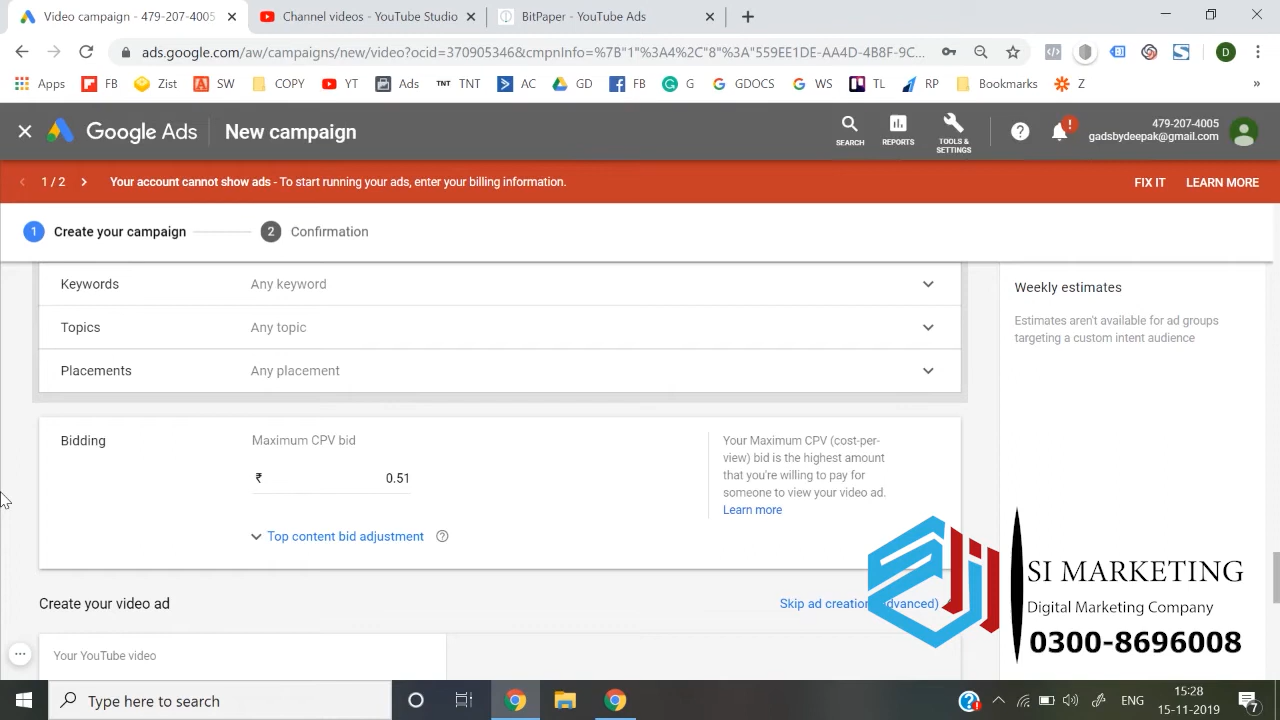 Video campaign - 479-207-4005
Channel videos - YouTube Studio
BitPaper - YouTube Ads
ads.google.com/aw/campaigns/new/video?ocid=370905346&cmpnInfo=%7B"1"%3A4%2C"8"%3A"559EE1DE-AA4D-4B8F-9C...
D
Apps FB Zist SW COPY YT Ads TNT TNT AC GD FB G GDOCS WS TL RP Bookmarks Z »
Google Ads New campaign
SEARCH
REPORTS
TOOLS &
SETTINGS
479-207-4005
gadsbydeepak@gmail.com
1 / 2
Your account cannot show ads - To start running your ads, enter your billing information.
FIX IT LEARN MORE
1 Create your campaign 2 Confirmation
Keywords Any keyword
Topics Any topic
Placements Any placement
Weekly estimates
Estimates aren't available for ad groups
targeting a custom intent audience
Bidding Maximum CPV bid
₹ 0.51
Top content bid adjustment
Your Maximum CPV (cost-per-
view) bid is the highest amount
that you're willing to pay for
someone to view your video ad.
Learn more
Create your video ad
Skip ad creation (advanced)
Your YouTube video
SI MARKETING
Digital Marketing Company
0300-8696008
Type here to search
ENG
15:28
15-11-2019
7